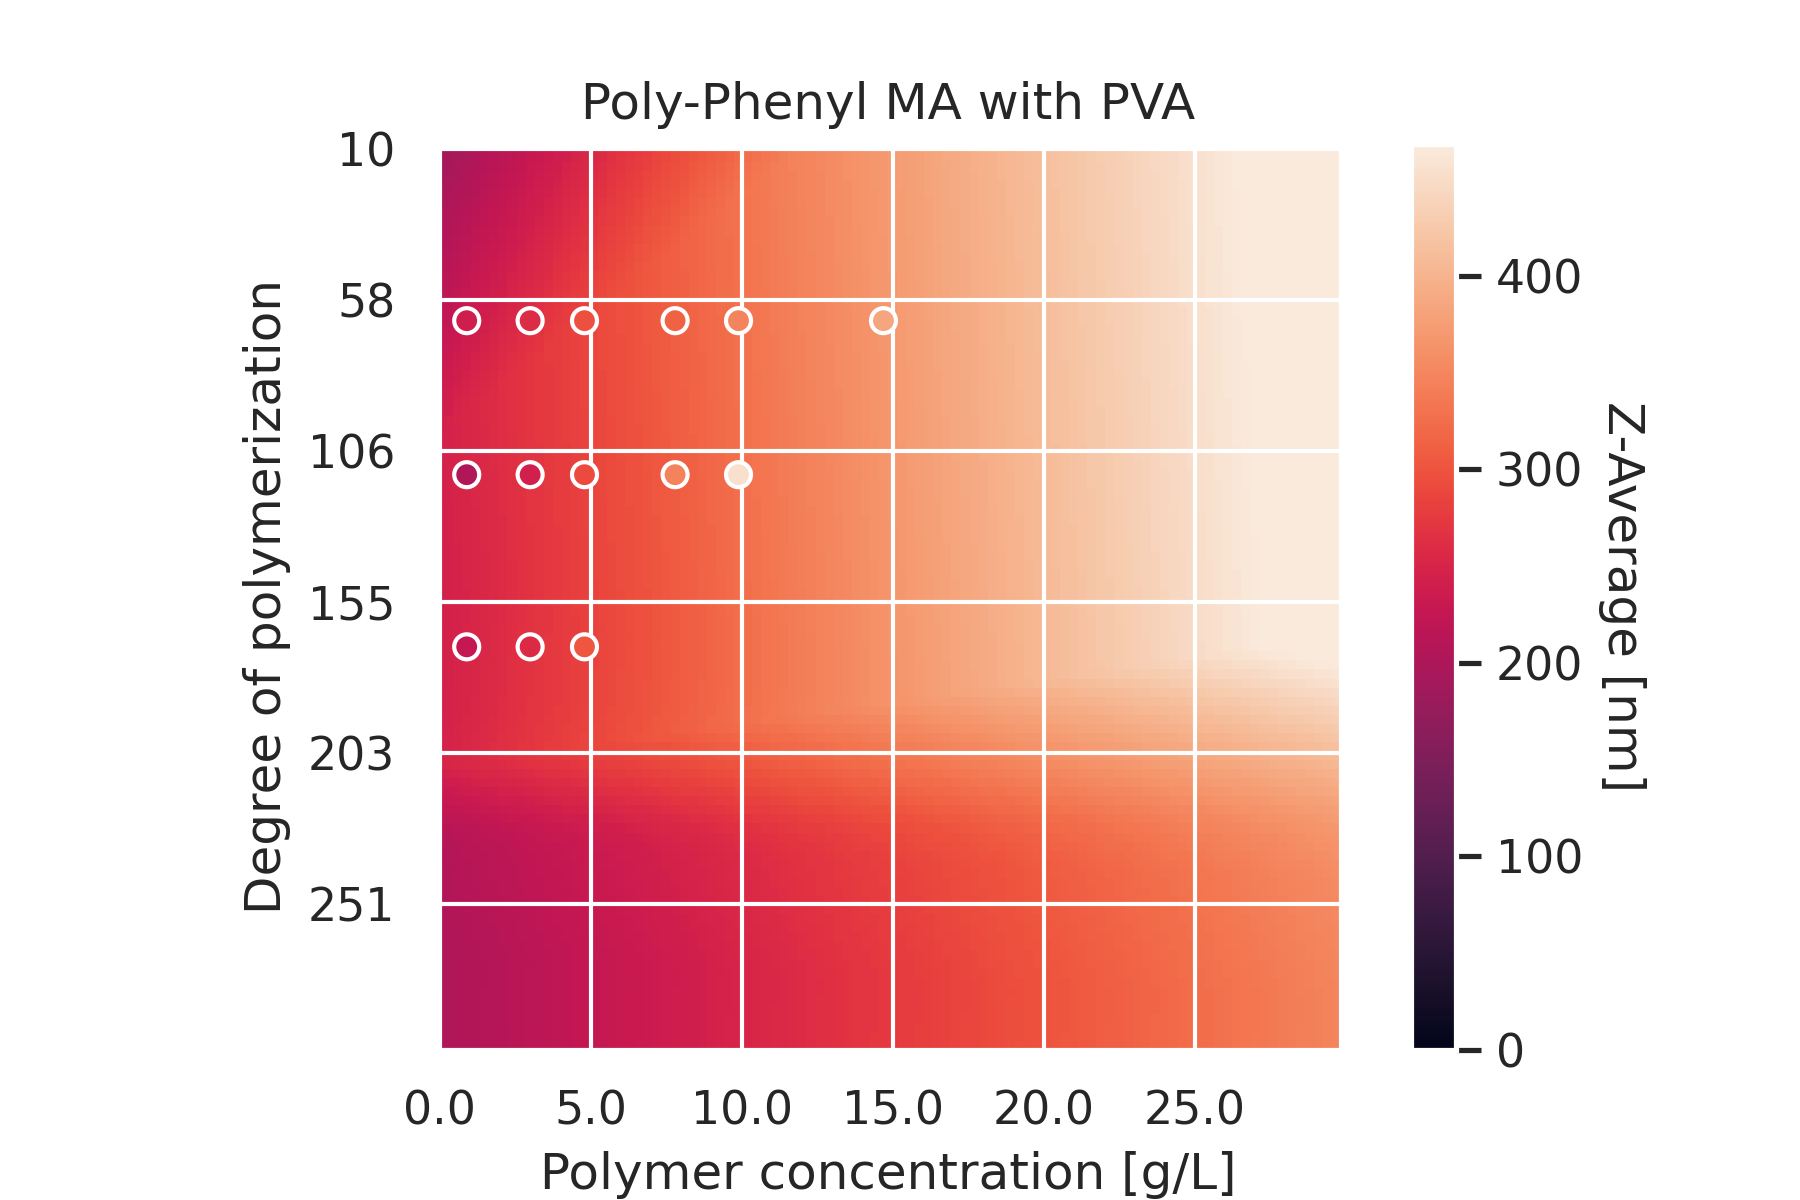 Poly-Phenyl MA with PVA
10
58
106
155
203
251
Degree of polymerization
0.0 5.0 10.0 15.0 20.0 25.0
Polymer concentration [g/L]
400
300
200
100
0
Z-Average [nm]